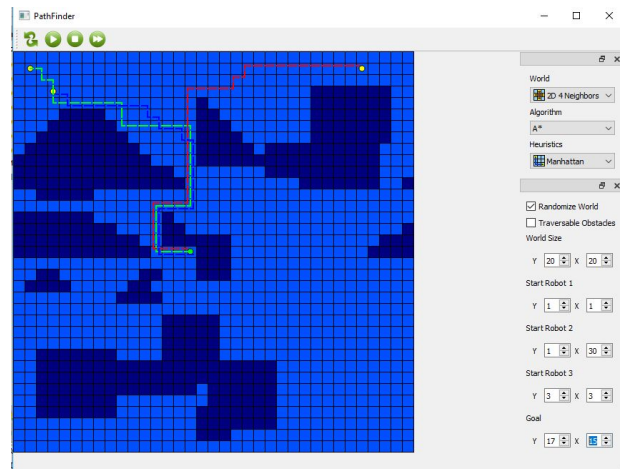 PathFinder
World
2D 4 Neighbors
Algorithm
A*
Heuristics
Manhattan
Randomize World
Traversable Obstacles
World Size
Y 20 X 20
Start Robot 1
Y 1 X 1
Start Robot 2
Y 1 X 30
Start Robot 3
Y 3 X 3
Goal
Y 17 X 15